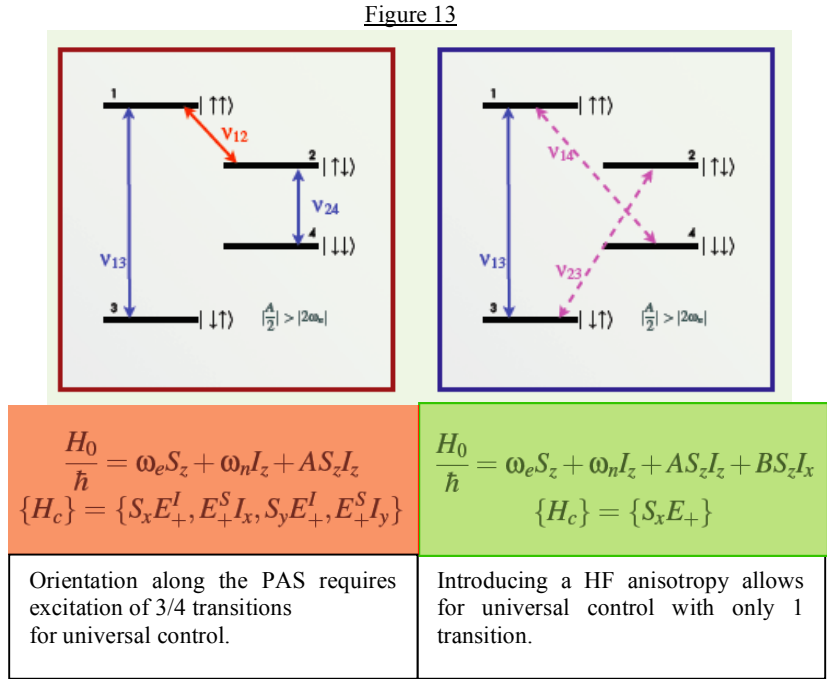 Figure 13
1
| ↑↑⟩
ν12
2
| ↑↓⟩
ν24
4
| ↓↓⟩
ν13
3
| ↓↑⟩
|A/2| > |2ωn|
1
| ↑↑⟩
2
| ↑↓⟩
ν14
4
| ↓↓⟩
ν23
ν13
3
| ↓↑⟩
|A/2| > |2ωn|
H0/ħ = ωeSz + ωnIz + ASzIz
{Hc} = {SxE+^I, E+^S Ix, SyE+^I, E+^S Iy}
H0/ħ = ωeSz + ωnIz + ASzIz + BSzIx
{Hc} = {SxE+}
Orientation along the PAS requires
excitation of 3/4 transitions
for universal control.
Introducing a HF anisotropy allows
for universal control with only 1
transition.